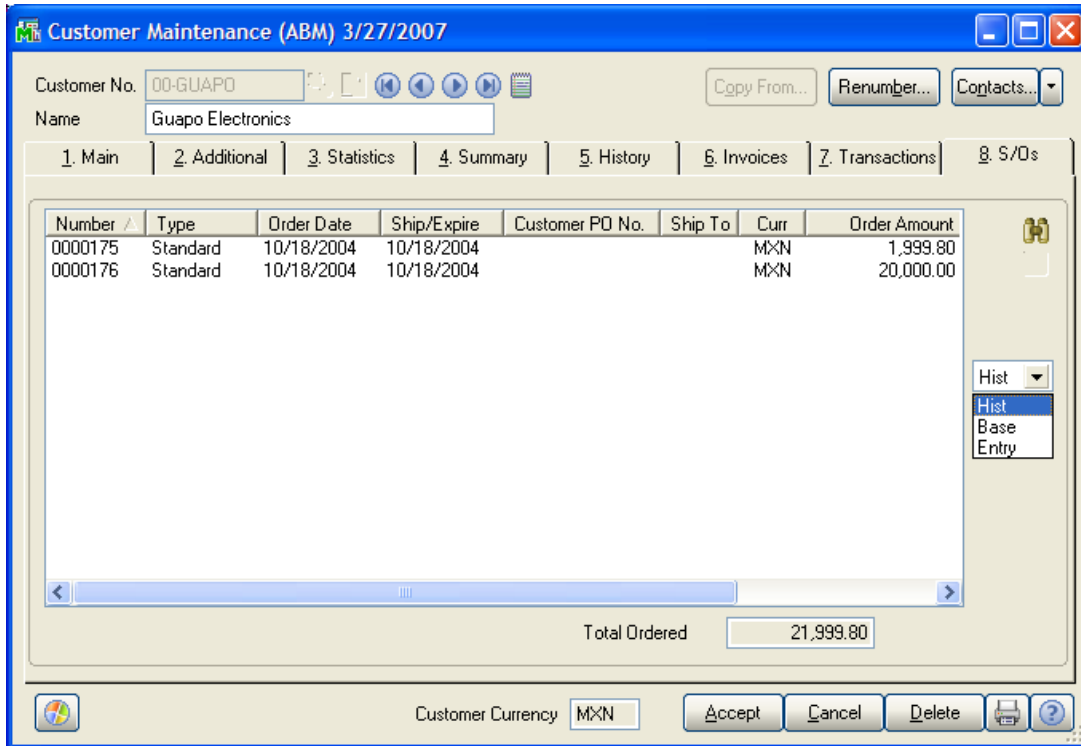 Customer Maintenance (ABM) 3/27/2007
Customer No. 00-GUAPO Copy From... Renumber... Contacts...
Name Guapo Electronics
1. Main 2. Additional 3. Statistics 4. Summary 5. History 6. Invoices 7. Transactions 8. S/Os
Number Type Order Date Ship/Expire Customer PO No. Ship To Curr Order Amount
0000175 Standard 10/18/2004 10/18/2004 MXN 1,999.80
0000176 Standard 10/18/2004 10/18/2004 MXN 20,000.00
Hist
Hist
Base
Entry
Total Ordered 21,999.80
Customer Currency MXN Accept Cancel Delete